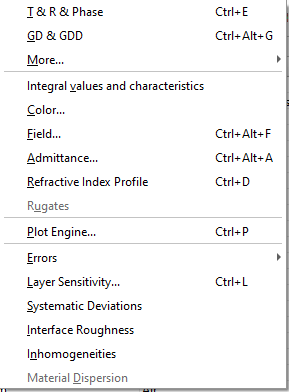 T & R & Phase Ctrl+E
GD & GDD Ctrl+Alt+G
More...
Integral values and characteristics
Color...
Field... Ctrl+Alt+F
Admittance... Ctrl+Alt+A
Refractive Index Profile Ctrl+D
Rugates
Plot Engine... Ctrl+P
Errors
Layer Sensitivity... Ctrl+L
Systematic Deviations
Interface Roughness
Inhomogeneities
Material Dispersion